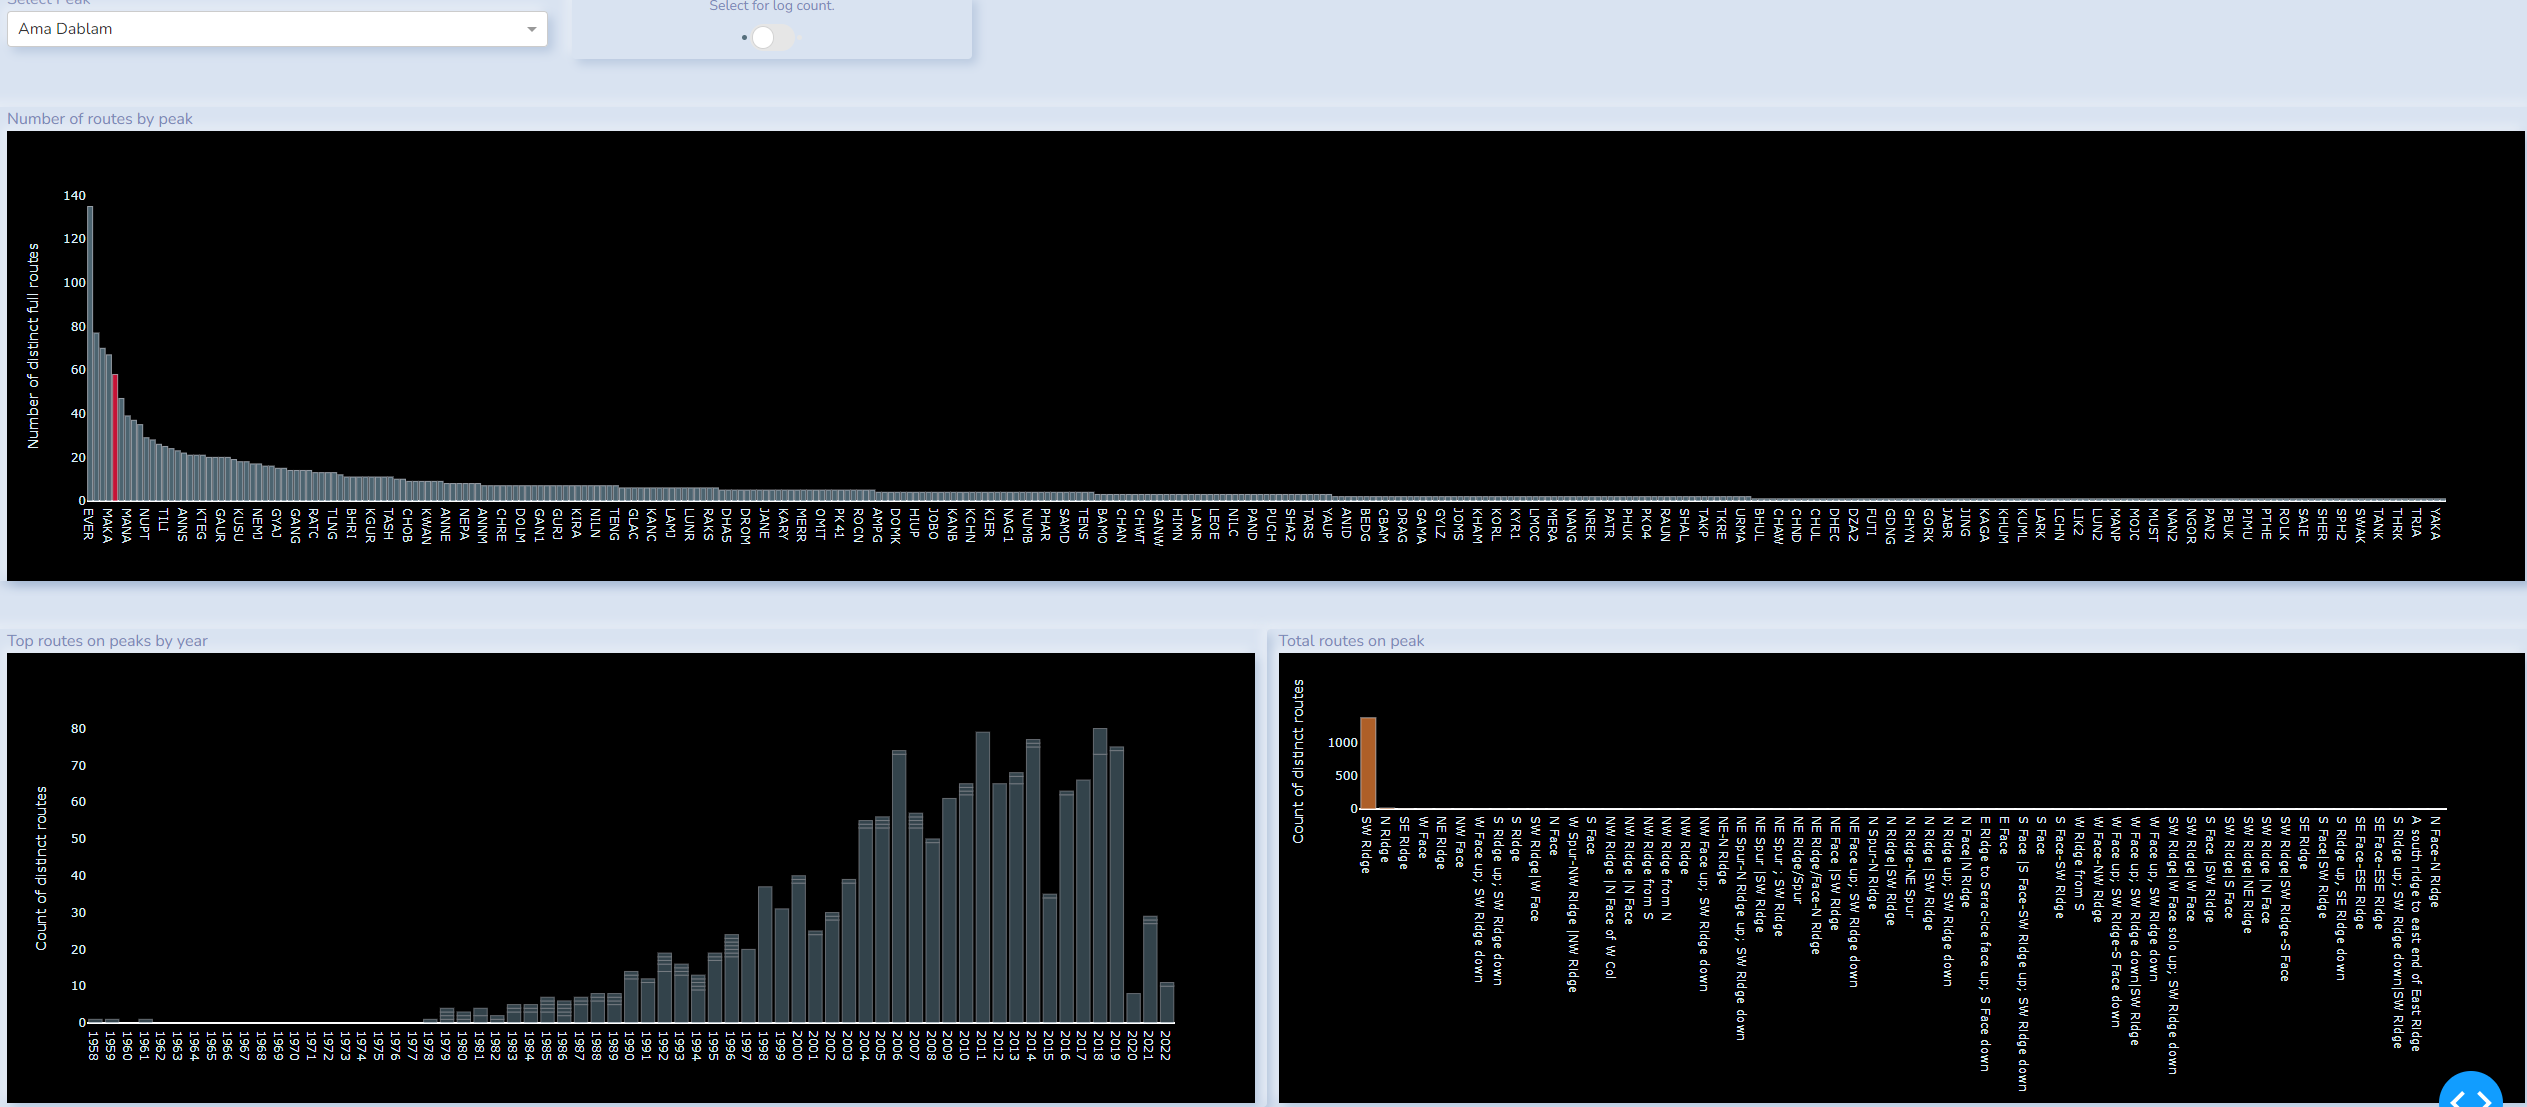 Select Peak
Ama Dablam
Select for log count.
Number of routes by peak
Number of distinct full routes
140
120
100
80
60
40
20
0
EVER
MAKA
MANA
NUPT
TILI
ANNS
KTEG
GAUR
KUSU
NEMJ
GYAJ
GANG
RATC
TLNG
BHRI
KGUR
TASH
CHOB
KWAN
ANNE
NEPA
ANNM
CHRE
DOLM
GAN1
GURJ
KIRA
NILN
TENG
GLAC
KANC
LAMJ
LUNR
RAKS
DHA5
DROM
JANE
KARY
MERR
OMIT
PK41
ROCN
AMPG
DOMK
HIUP
JOBO
KANB
KCHN
KJER
NAG1
NUMB
PHAR
SAMD
TENS
BAMO
CHAN
CHWT
GANW
HIMN
LANR
LEOE
NILC
PAND
PUCH
SHA2
TARS
YAUP
ANID
BEDG
CBAM
DRAG
GAMA
GYLZ
JOMS
KHAM
KORL
KYR1
LMOC
MERA
NANG
NREK
PATR
PHUK
PK04
RAUN
SHAL
TAKP
TKRE
URMA
BHUL
CHAW
CHND
CHUL
DHEC
DZA2
FUTI
GDNG
GHYN
GORK
JABR
JING
KAGA
KHUM
KUML
LARK
LCHN
LIK2
LUN2
MANP
MOJC
MUST
NAN2
NGOR
PAN2
PBUK
PIMU
PTHE
ROLK
SAIE
SHER
SPH2
SWAK
TANK
THRK
TRIA
YAKA
Top routes on peaks by year
Count of distinct routes
80
70
60
50
40
30
20
10
0
1958
1959
1960
1961
1962
1963
1964
1965
1966
1967
1968
1969
1970
1971
1972
1973
1974
1975
1976
1977
1978
1979
1980
1981
1982
1983
1984
1985
1986
1987
1988
1989
1990
1991
1992
1993
1994
1995
1996
1997
1998
1999
2000
2001
2002
2003
2004
2005
2006
2007
2008
2009
2010
2011
2012
2013
2014
2015
2016
2017
2018
2019
2020
2021
2022
Total routes on peak
Count of distinct routes
1000
500
0
SW Ridge
N Ridge
SE Ridge
W Face
NE Ridge
NW Face
W Face up; SW Ridge down
S Ridge up; SW Ridge down
S Ridge
SW Ridge|W Face
N Face
W Spur-NW Ridge |NW Ridge
S Face
NW Ridge |N Face of W Col
NW Ridge |N Face
NW Ridge from S
NW Ridge from N
NW Ridge
NW Face up; SW Ridge down
NE-N Ridge
NE Spur-N Ridge up; SW Ridge down
NE Spur |SW Ridge
NE Spur ; SW Ridge
NE Ridge/Spur
NE Ridge/Face-N Ridge
NE Face |SW Ridge
NE Face up; SW Ridge down
N Spur-N Ridge
N Ridge|SW Ridge
N Ridge-NE Spur
N Ridge |SW Ridge
N Ridge up; SW Ridge down
N Face|N Ridge
E Ridge to Serac-Ice face up; S Face down
E Face
S Face |S Face-SW Ridge up; SW Ridge down
S Face
S Face-SW Ridge
W Ridge from S
W Face-NW Ridge
W Face up; SW Ridge-S Face down
W Face up; SW Ridge down|SW Ridge
W Face up, SW Ridge down
SW Ridge|W Face solo up; SW Ridge down
SW Ridge|W Face
S Face |SW Ridge
SW Ridge|S Face
SW Ridge|NE Ridge
SW Ridge |N Face
SW Ridge|SW Ridge-S Face
SE Ridge
S Face|SW Ridge
S Ridge up, SE Ridge down
SE Face-ESE Ridge
SE Face-ESE Ridge
S Ridge up; SW Ridge down|SW Ridge
A south ridge to east end of East Ridge
N Face-N Ridge